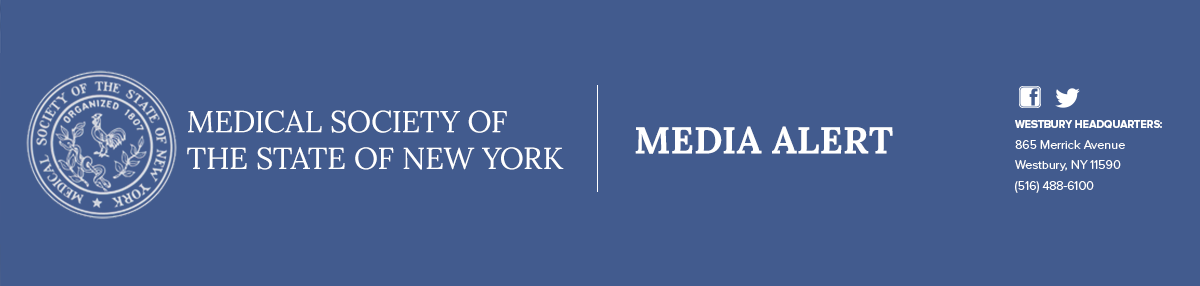 MEDICAL SOCIETY OF THE STATE OF NEW YORK
ORGANIZED 1807
MEDICAL SOCIETY OF
THE STATE OF NEW YORK
MEDIA ALERT
WESTBURY HEADQUARTERS:
865 Merrick Avenue
Westbury, NY 11590
(516) 488-6100